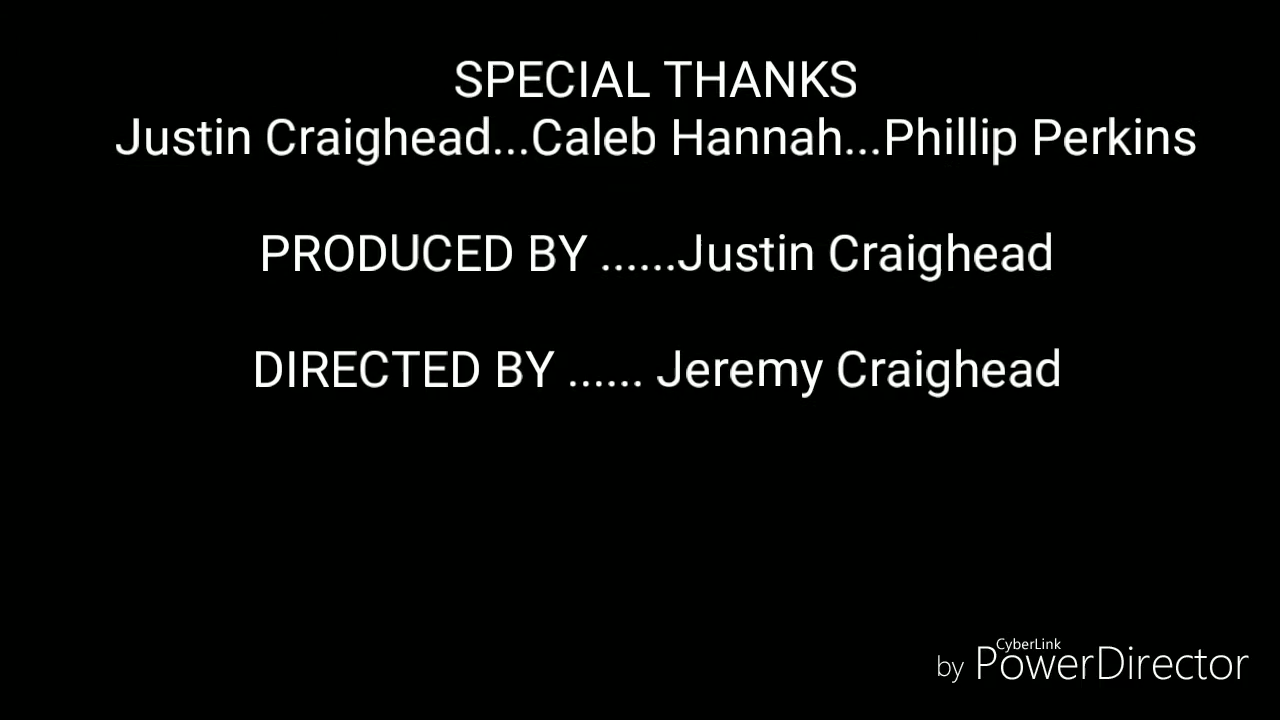 SPECIAL THANKS
Justin Craighead...Caleb Hannah...Phillip Perkins
PRODUCED BY ......Justin Craighead
DIRECTED BY ...... Jeremy Craighead
CyberLink
by PowerDirector